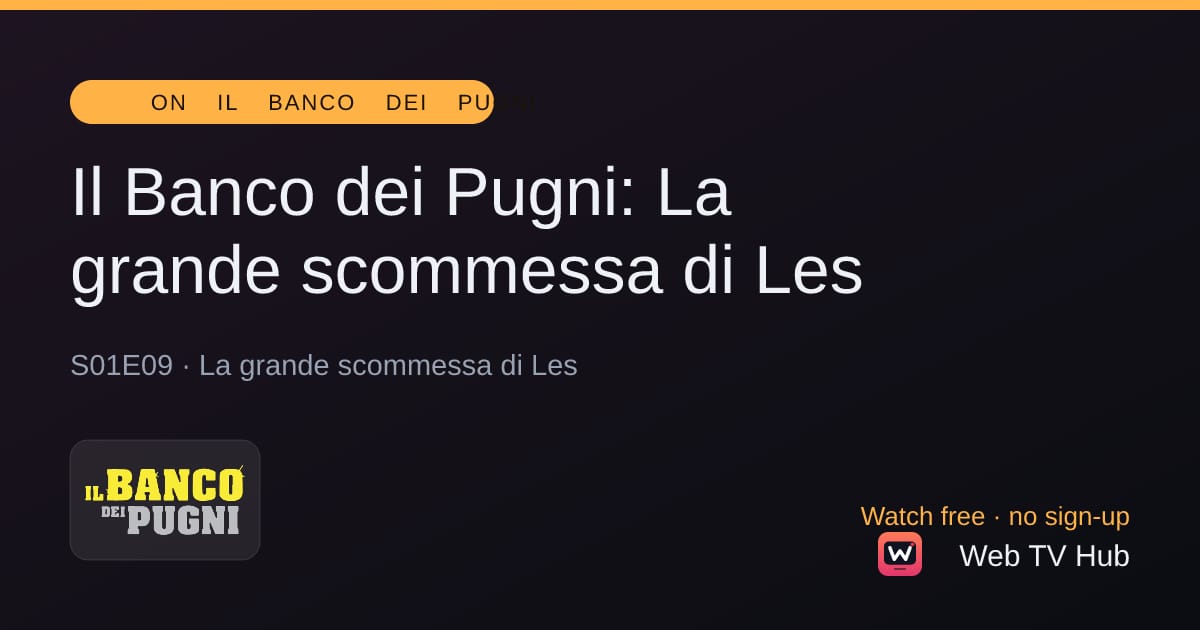 ON IL BANCO DEI PUGNI
Il Banco dei Pugni: La
grande scommessa di Les
S01E09 · La grande scommessa di Les
IL BANCO
DEI PUGNI
Watch free · no sign-up
W
Web TV Hub